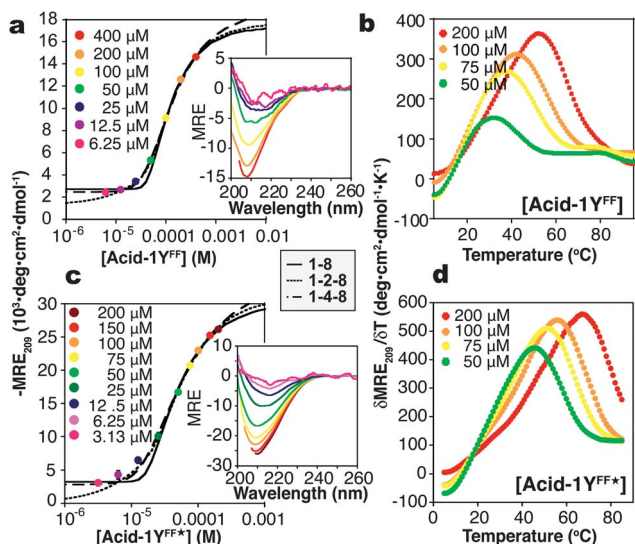 a
18
16
14
12
10
8
6
4
2
0
400 µM
200 µM
100 µM
50 µM
25 µM
12.5 µM
6.25 µM
5
0
-5
-10
-15
MRE
200 220 240 260
Wavelength (nm)
10⁻⁶ 10⁻⁵ 0.0001 0.001 0.01
[Acid-1Yᶠᶠ] (M)
b
400
300
200
100
0
-100
200 µM
100 µM
75 µM
50 µM
[Acid-1Yᶠᶠ]
20 40 60 80 100
Temperature (ºC)
1-8
1-2-8
1-4-8
-MRE₂₀₉ (10³·deg·cm²·dmol⁻¹)
c
30
25
20
15
10
5
0
200 µM
150 µM
100 µM
75 µM
50 µM
25 µM
12 .5 µM
6.25 µM
3.13 µM
10
0
-10
-20
-30
MRE
200 220 240 260
Wavelength (nm)
10⁻⁶ 10⁻⁵ 0.0001 0.001
[Acid-1Yᶠᶠ*] (M)
δMRE₂₀₉/δT (deg·cm²·dmol⁻¹·K⁻¹)
d
600
500
400
300
200
100
0
-100
200 µM
100 µM
75 µM
50 µM
[Acid-1Yᶠᶠ*]
0 20 40 60 80 100
Temperature (ºC)